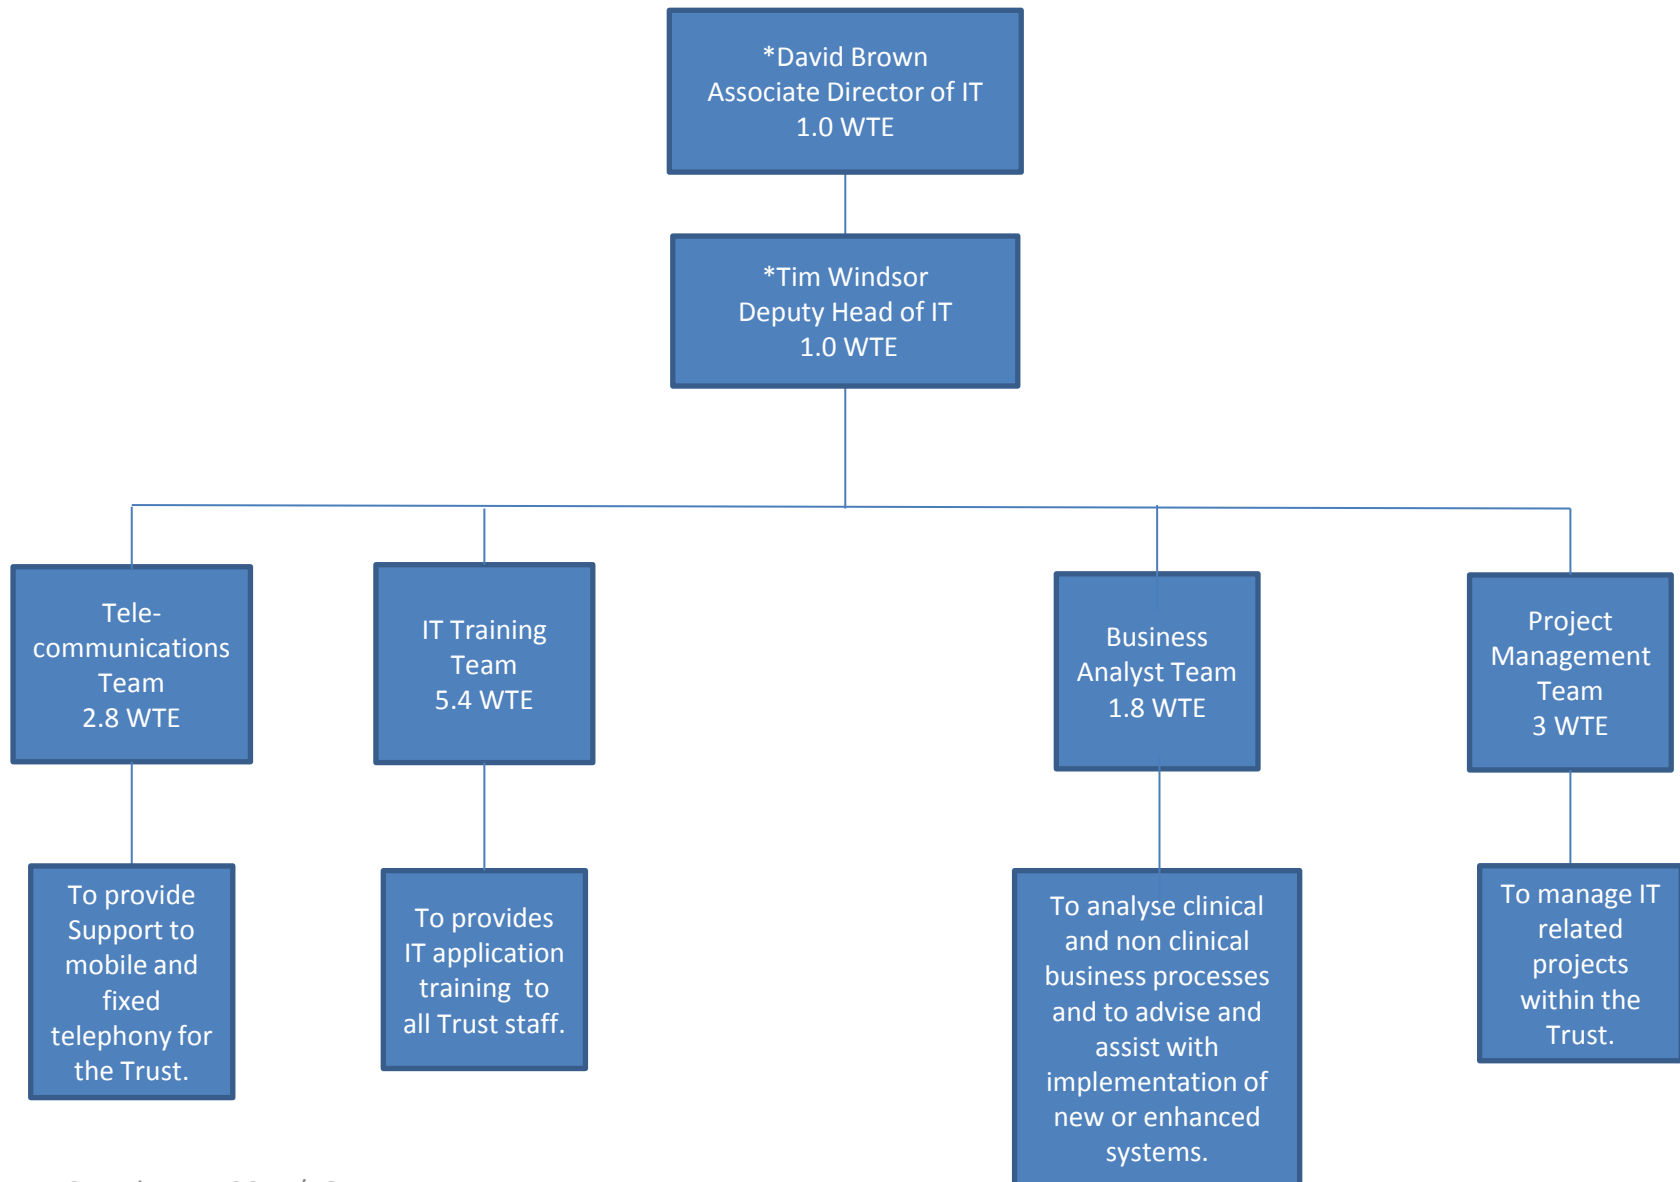 *David Brown
Associate Director of IT
1.0 WTE
*Tim Windsor
Deputy Head of IT
1.0 WTE
Tele-
communications
Team
2.8 WTE
IT Training
Team
5.4 WTE
Business
Analyst Team
1.8 WTE
Project
Management
Team
3 WTE
To provide
Support to
mobile and
fixed
telephony for
the Trust.
To provides
IT application
training to
all Trust staff.
To analyse clinical
and non clinical
business processes
and to advise and
assist with
implementation of
new or enhanced
systems.
To manage IT
related
projects
within the
Trust.